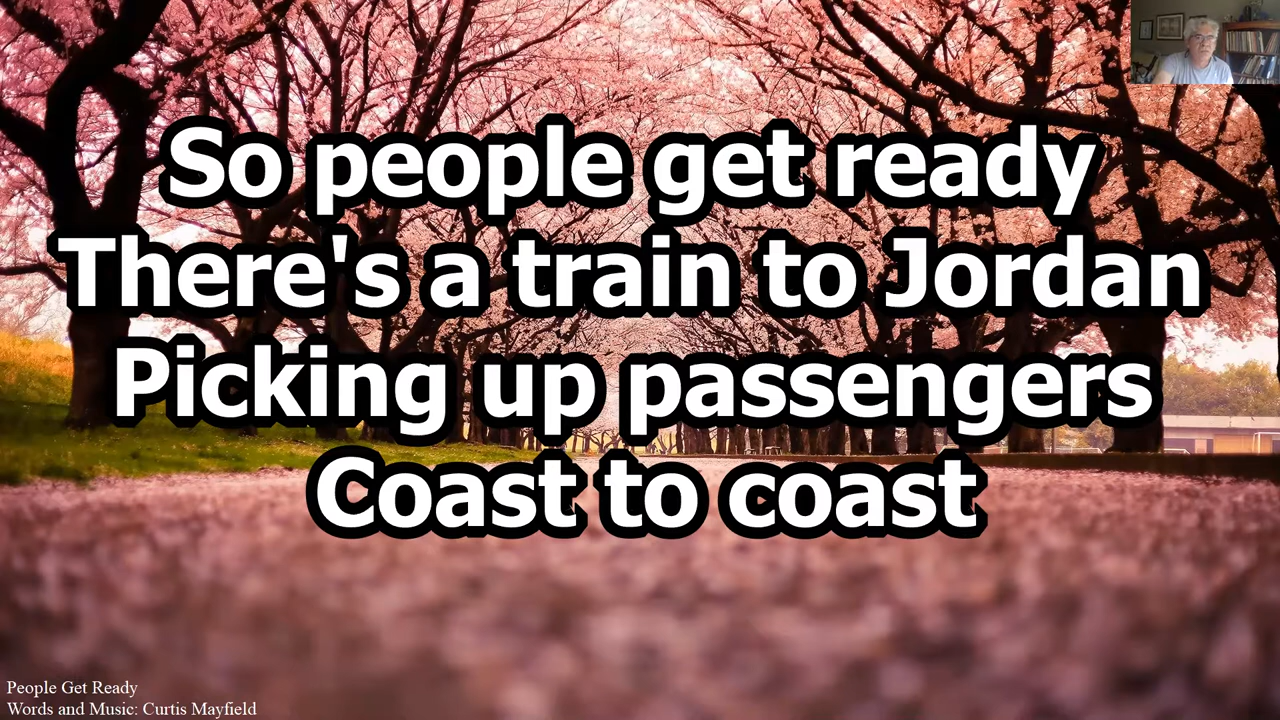 So people get ready
There's a train to Jordan
Picking up passengers
Coast to coast
People Get Ready
Words and Music: Curtis Mayfield